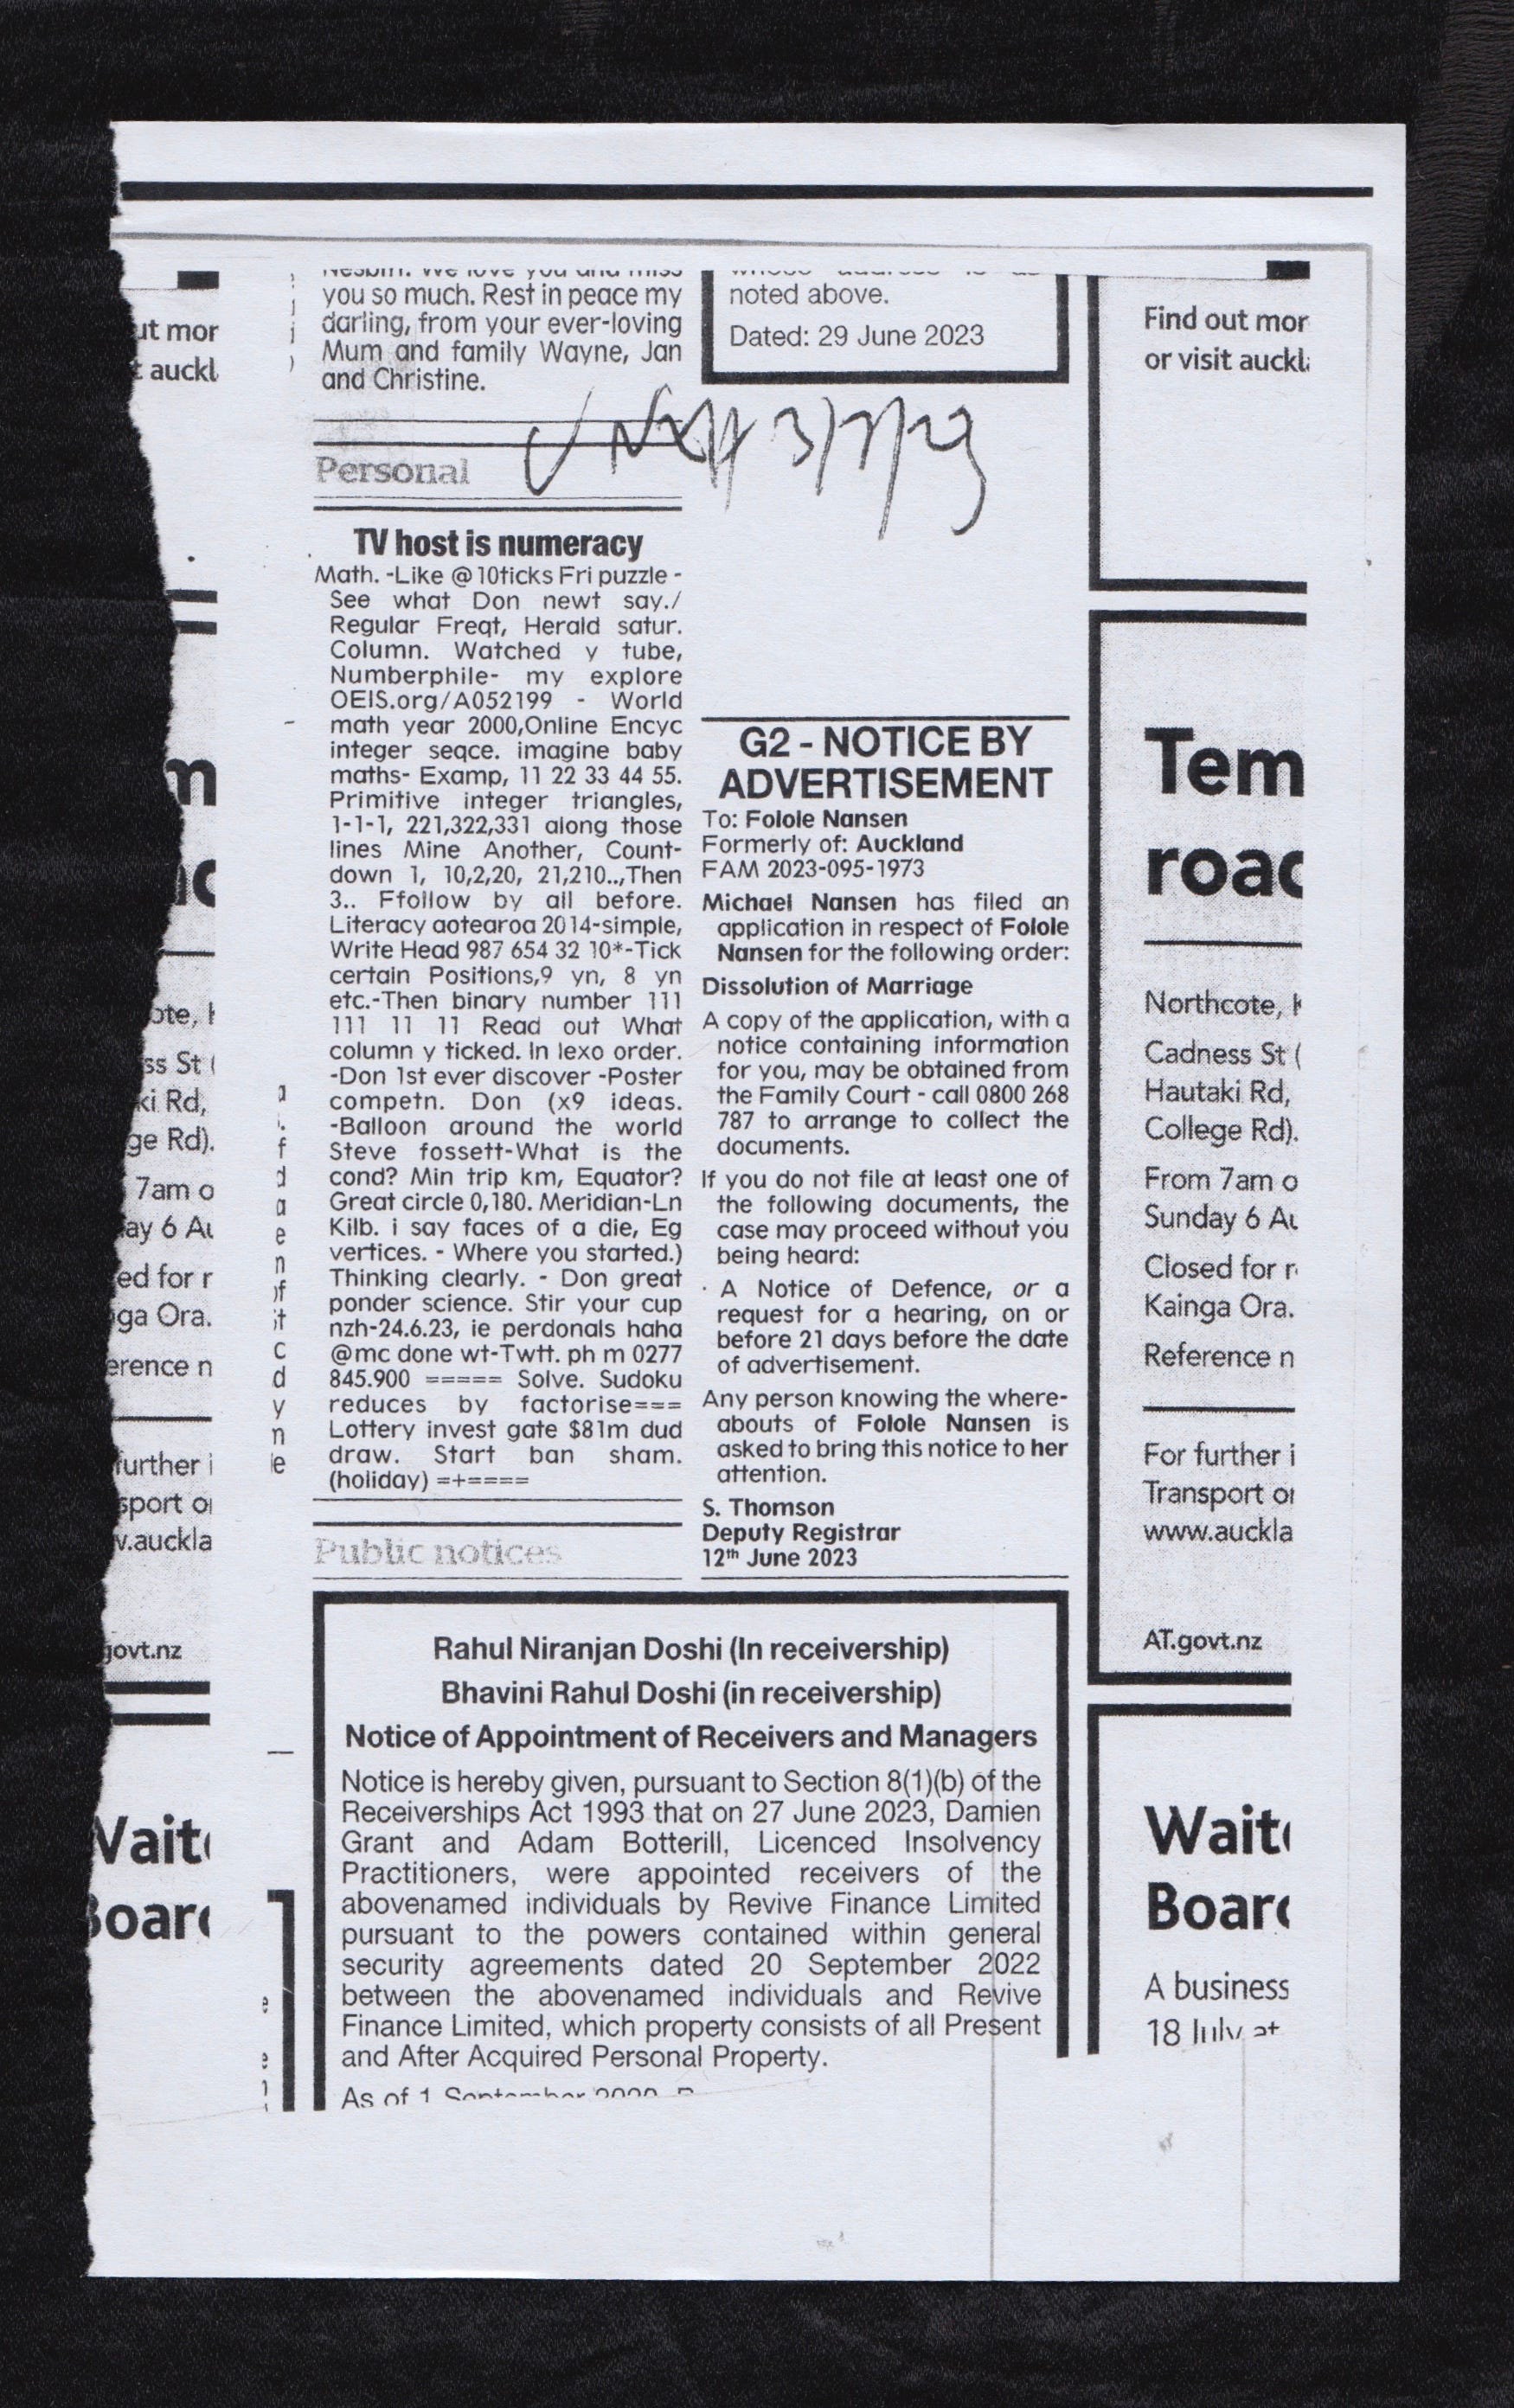 you so much. Rest in peace my
darling, from your ever-loving
Mum and family Wayne, Jan
and Christine.
Personal
TV host is numeracy
Math. -Like @10ticks Fri puzzle -
See what Don newt say./
Regular Freqt, Herald satur.
Column. Watched y tube,
Numberphile- my explore
OEIS.org/A052199 - World
math year 2000,Online Encyc
integer seqce. imagine baby
maths- Examp, 11 22 33 44 55.
Primitive integer triangles,
1-1-1, 221,322,331 along those
lines Mine Another, Count-
down 1, 10,2,20, 21,210..,Then
3.. Ffollow by all before.
Literacy aotearoa 2014-simple,
Write Head 987 654 32 10*-Tick
certain Positions,9 yn, 8 yn
etc.-Then binary number 111
111 11 11 Read out What
column y ticked. In lexo order.
-Don 1st ever discover -Poster
competn. Don (x9 ideas.
-Balloon around the world
Steve fossett-What is the
cond? Min trip km, Equator?
Great circle 0,180. Meridian-Ln
Kilb. i say faces of a die, Eg
vertices. - Where you started.)
Thinking clearly. - Don great
ponder science. Stir your cup
nzh-24.6.23, ie perdonals haha
@mc done wt-Twtt. ph m 0277
845.900 ===== Solve. Sudoku
reduces by factorise===
Lottery invest gate $81m dud
draw. Start ban sham.
(holiday) =+====
Public notices
noted above.
Dated: 29 June 2023
3/7/23
G2 - NOTICE BY
ADVERTISEMENT
To: Folole Nansen
Formerly of: Auckland
FAM 2023-095-1973
Michael Nansen has filed an
application in respect of Folole
Nansen for the following order:
Dissolution of Marriage
A copy of the application, with a
notice containing information
for you, may be obtained from
the Family Court - call 0800 268
787 to arrange to collect the
documents.
If you do not file at least one of
the following documents, the
case may proceed without you
being heard:
· A Notice of Defence, or a
request for a hearing, on or
before 21 days before the date
of advertisement.
Any person knowing the where-
abouts of Folole Nansen is
asked to bring this notice to her
attention.
S. Thomson
Deputy Registrar
12th June 2023
Rahul Niranjan Doshi (In receivership)
Bhavini Rahul Doshi (in receivership)
Notice of Appointment of Receivers and Managers
Notice is hereby given, pursuant to Section 8(1)(b) of the
Receiverships Act 1993 that on 27 June 2023, Damien
Grant and Adam Botterill, Licenced Insolvency
Practitioners, were appointed receivers of the
abovenamed individuals by Revive Finance Limited
pursuant to the powers contained within general
security agreements dated 20 September 2022
between the abovenamed individuals and Revive
Finance Limited, which property consists of all Present
and After Acquired Personal Property.
As of 1 September
Find out mor
or visit auckl
Tem
roac
Northcote,
Cadness St (
Hautaki Rd,
College Rd).
From 7am o
Sunday 6 Au
Closed for r
Kainga Ora.
Reference n
For further i
Transport or
www.auckla
AT.govt.nz
Wait
Board
A business
18 July at